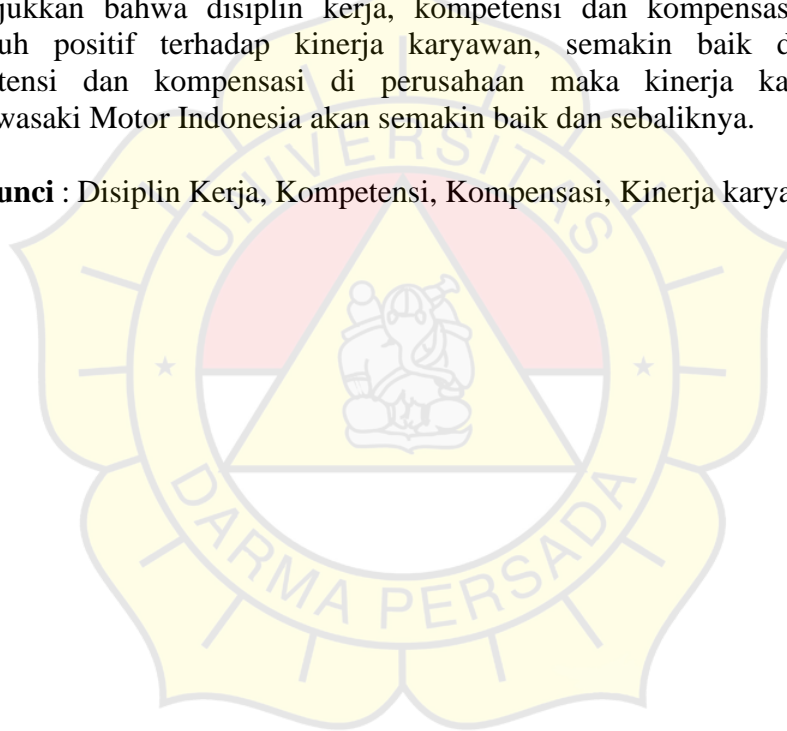 jukkan bahwa disiplin kerja, kompetensi dan kompensas
uh positif terhadap kinerja karyawan, semakin baik d
tensi dan kompensasi di perusahaan maka kinerja ka
wasaki Motor Indonesia akan semakin baik dan sebaliknya.
unci : Disiplin Kerja, Kompetensi, Kompensasi, Kinerja karya
UNIVERSITAS
DARMA PERSADA